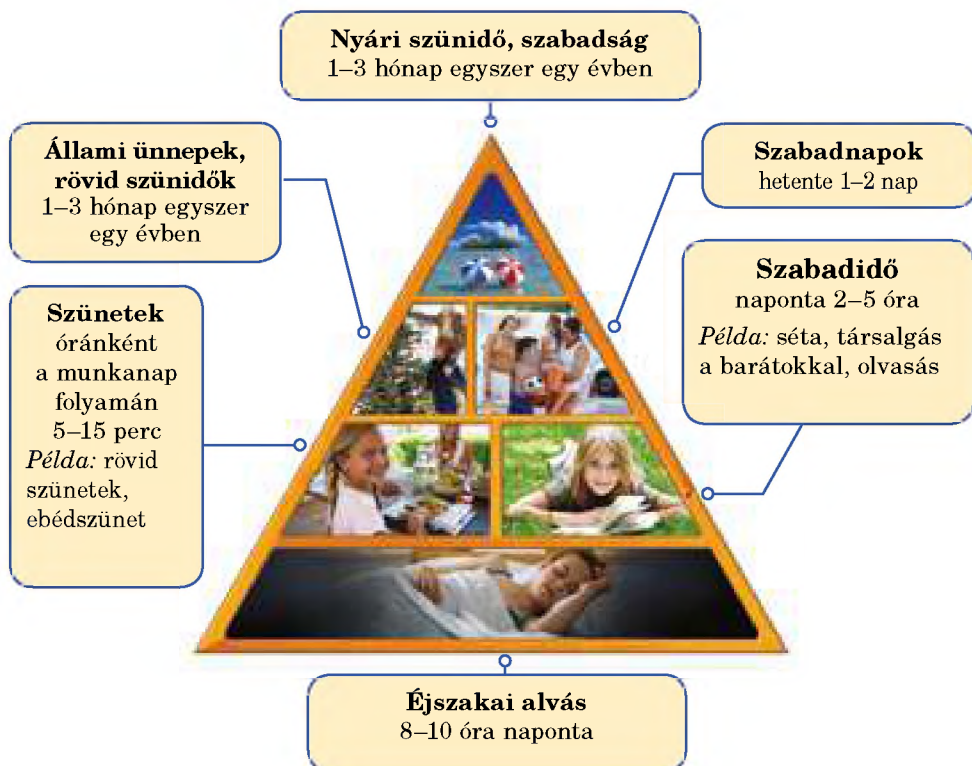 Nyári szünidő, szabadság
1–3 hónap egyszer egy évben
Állami ünnepek,
rövid szünidők
1–3 hónap egyszer
egy évben
Szabadnapok
hetente 1–2 nap
Szünetek
óránként
a munkanap
folyamán
5–15 perc
Példa: rövid
szünetek,
ebédszünet
Szabadidő
naponta 2–5 óra
Példa: séta, társalgás
a barátokkal, olvasás
Éjszakai alvás
8–10 óra naponta